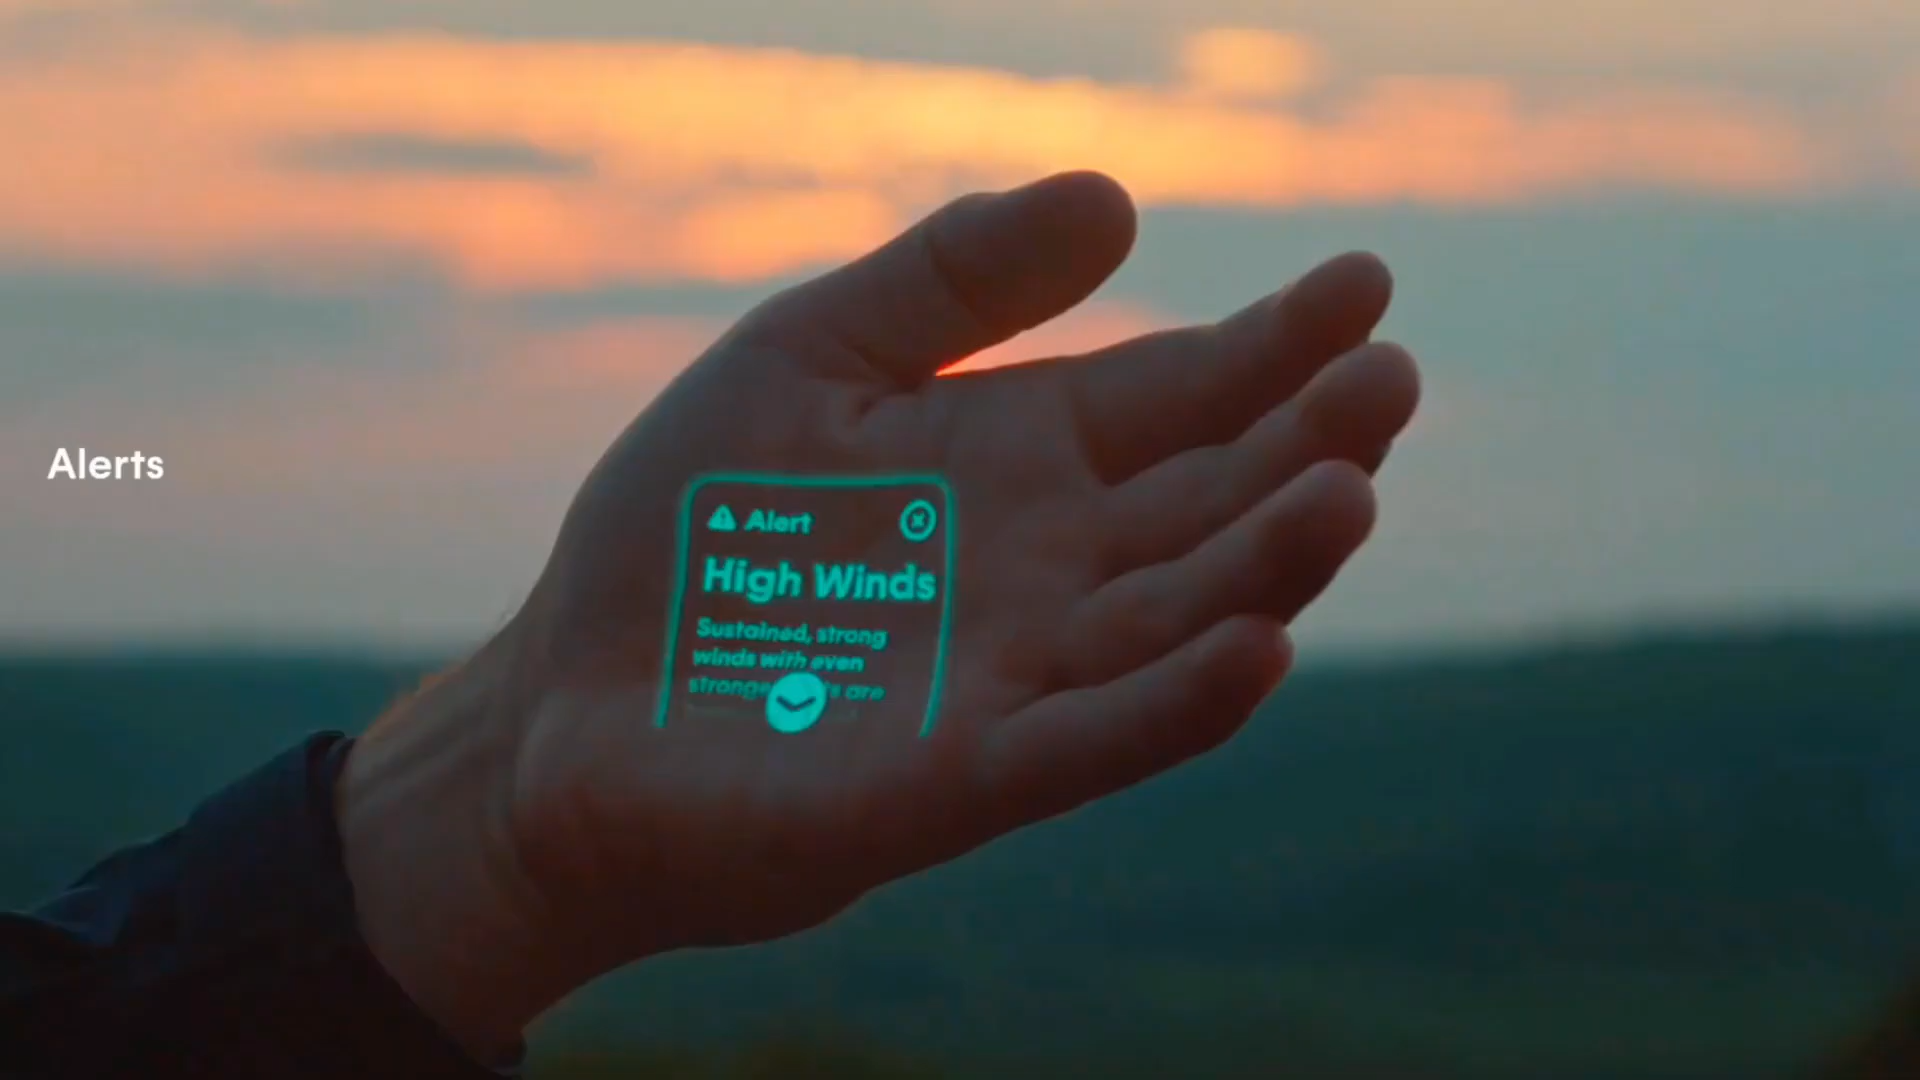 Alerts
Alert
High Winds
Sustained, strong
winds with even
are